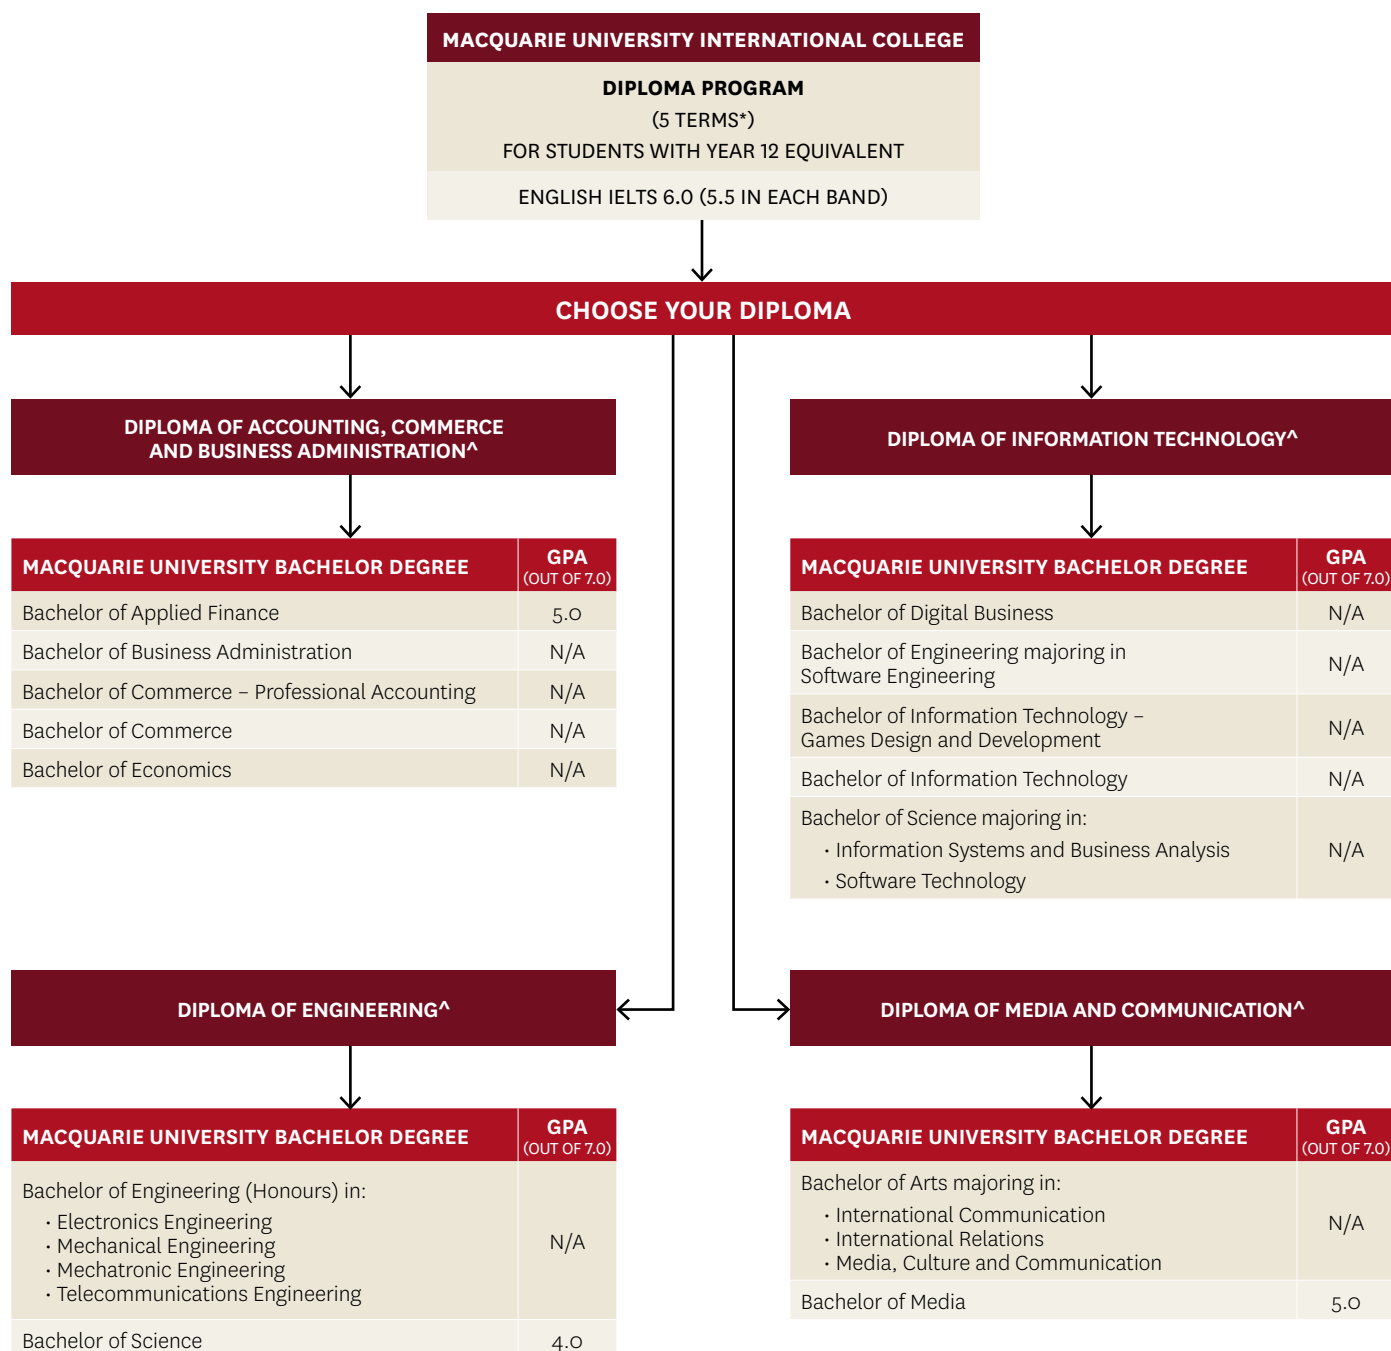 MACQUARIE UNIVERSITY INTERNATIONAL COLLEGE
DIPLOMA PROGRAM
(5 TERMS*)
FOR STUDENTS WITH YEAR 12 EQUIVALENT
ENGLISH IELTS 6.0 (5.5 IN EACH BAND)
CHOOSE YOUR DIPLOMA
DIPLOMA OF ACCOUNTING, COMMERCE
AND BUSINESS ADMINISTRATION^
MACQUARIE UNIVERSITY BACHELOR DEGREE
GPA
(OUT OF 7.0)
Bachelor of Applied Finance 5.0
Bachelor of Business Administration N/A
Bachelor of Commerce – Professional Accounting N/A
Bachelor of Commerce N/A
Bachelor of Economics N/A
DIPLOMA OF INFORMATION TECHNOLOGY^
MACQUARIE UNIVERSITY BACHELOR DEGREE
GPA
(OUT OF 7.0)
Bachelor of Digital Business N/A
Bachelor of Engineering majoring in
Software Engineering
N/A
Bachelor of Information Technology –
Games Design and Development
N/A
Bachelor of Information Technology N/A
Bachelor of Science majoring in:
• Information Systems and Business Analysis
• Software Technology
N/A
DIPLOMA OF ENGINEERING^
MACQUARIE UNIVERSITY BACHELOR DEGREE
GPA
(OUT OF 7.0)
Bachelor of Engineering (Honours) in:
• Electronics Engineering
• Mechanical Engineering
• Mechatronic Engineering
• Telecommunications Engineering
N/A
Bachelor of Science 4.0
DIPLOMA OF MEDIA AND COMMUNICATION^
MACQUARIE UNIVERSITY BACHELOR DEGREE
GPA
(OUT OF 7.0)
Bachelor of Arts majoring in:
• International Communication
• International Relations
• Media, Culture and Communication
N/A
Bachelor of Media 5.0